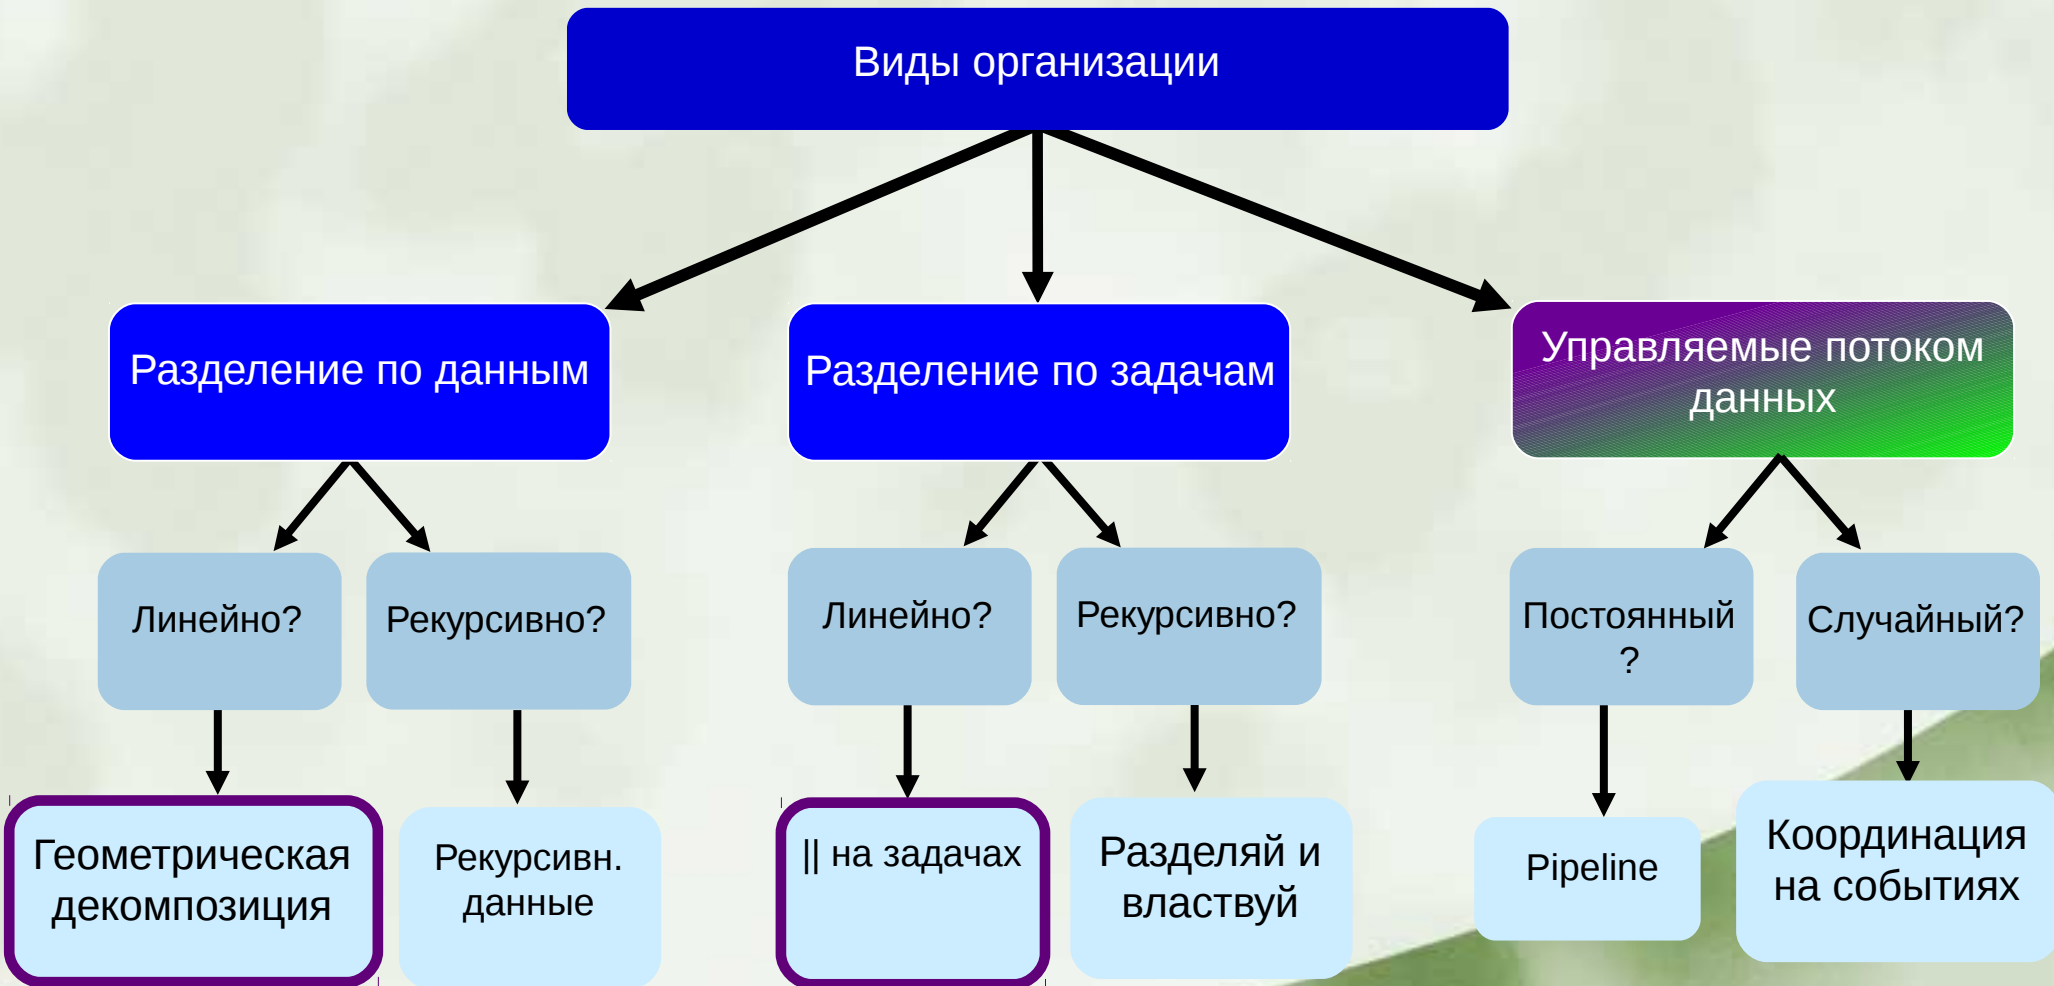 Виды организации
Разделение по данным
Разделение по задачам
Управляемые потоком
данных
Линейно?
Рекурсивно?
Линейно?
Рекурсивно?
Постоянный
?
Случайный?
Геометрическая
декомпозиция
Рекурсивн.
данные
|| на задачах
Разделяй и
властвуй
Pipeline
Координация
на событиях